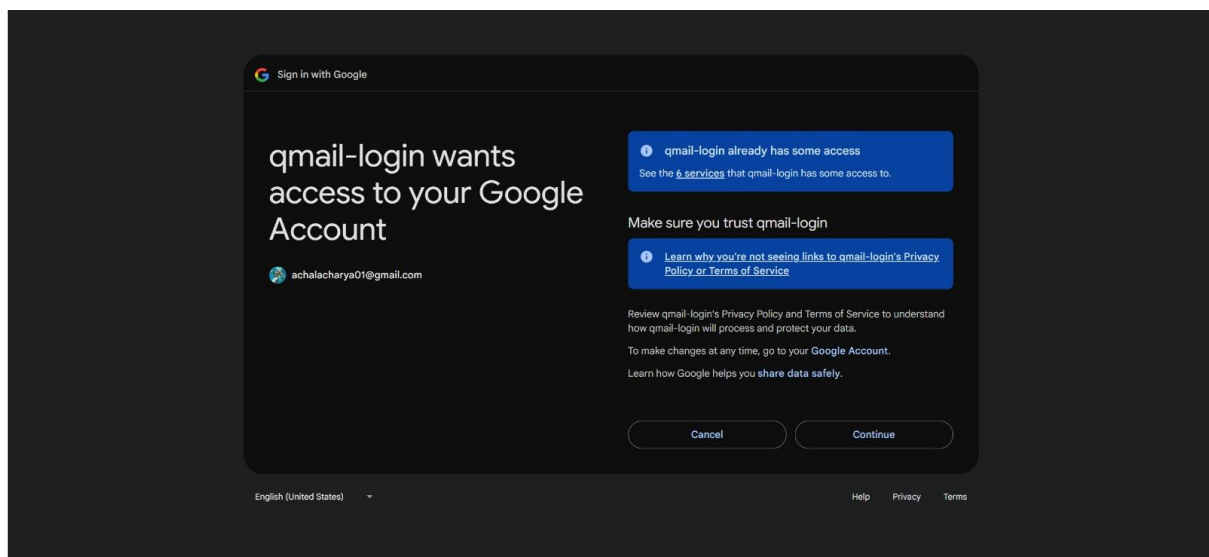 Sign in with Google
qmail-login wants
access to your Google
Account
achalacharya01@gmail.com
qmail-login already has some access
See the 6 services that qmail-login has some access to.
Make sure you trust qmail-login
Learn why you're not seeing links to qmail-login's Privacy
Policy or Terms of Service
Review qmail-login's Privacy Policy and Terms of Service to understand
how qmail-login will process and protect your data.
To make changes at any time, go to your Google Account.
Learn how Google helps you share data safely.
Cancel
Continue
English (United States)
Help
Privacy
Terms